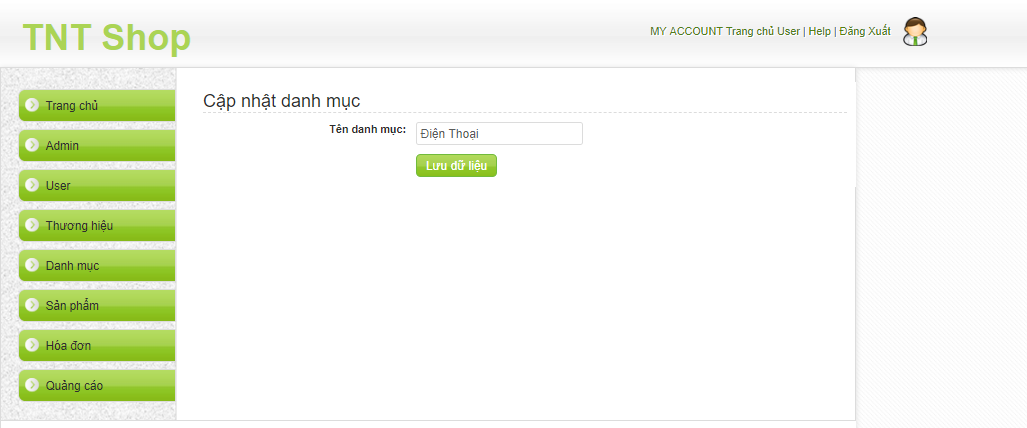 TNT Shop
MY ACCOUNT Trang chủ User | Help | Đăng Xuất
Trang chủ
Admin
User
Thương hiệu
Danh mục
Sản phẩm
Hóa đơn
Quảng cáo
Cập nhật danh mục
Tên danh mục: Điện Thoại
Lưu dữ liệu